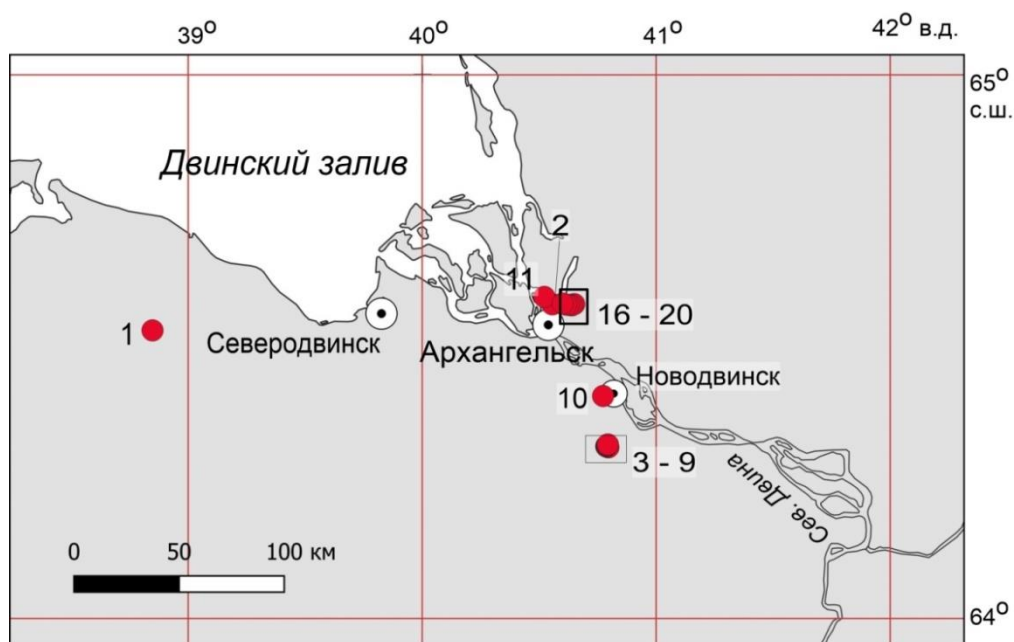 39°
40°
41°
42° в.д.
65°
с.ш.
Двинский залив
2
11
16 - 20
1
Северодвинск
Архангельск
Новодвинск
10
3 - 9
Сев. Двина
0 50 100 км
64°